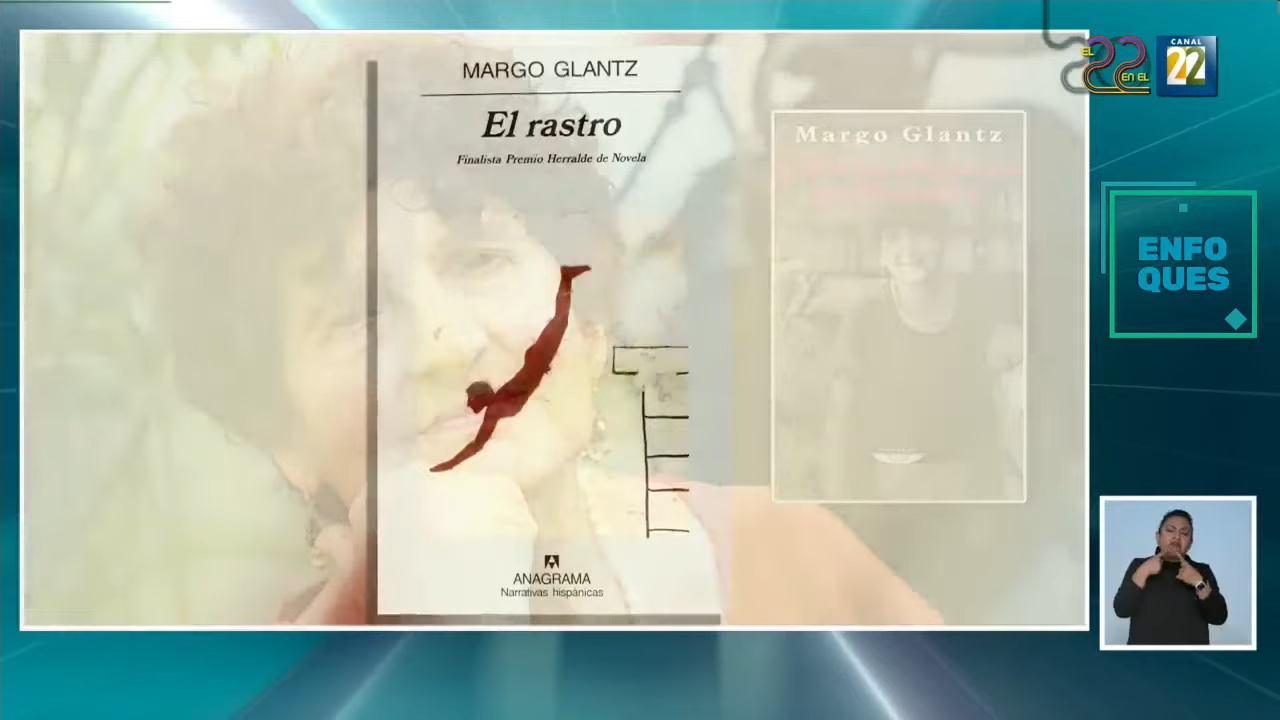 MARGO GLANTZ
El rastro
Finalista Premio Herralde de Novela
ANAGRAMA
Narrativas hispánicas
Margo Glantz
EL
22
EN EL
CANAL
22
ENFO
QUES